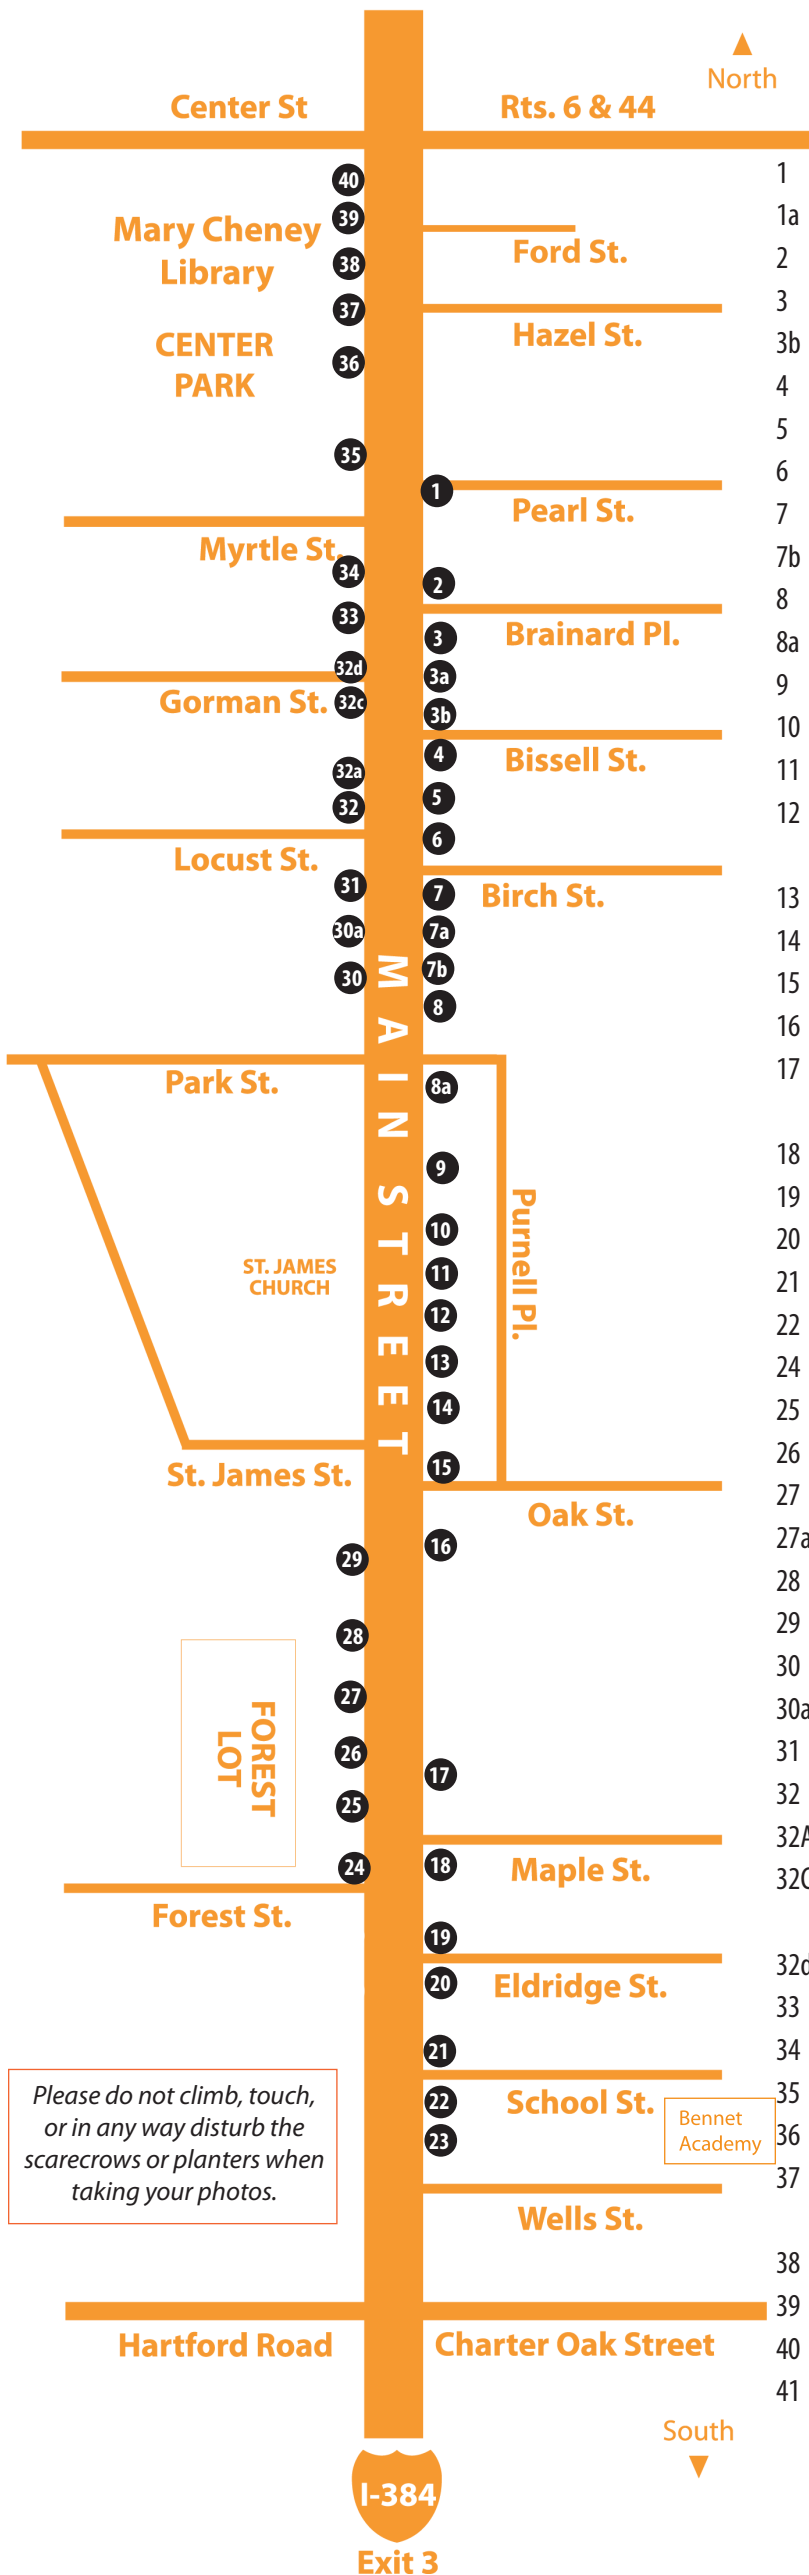 North
Center St
Rts. 6 & 44
40
39
Mary Cheney
Library
38
Ford St.
37
Hazel St.
CENTER
PARK
36
35
1
Pearl St.
Myrtle St.
34
2
33
Brainard Pl.
3
32d
3a
Gorman St.
32c
3b
4
Bissell St.
32a
5
32
6
Locust St.
31
7
Birch St.
30a
7a
30
7b
8
MAIN STREET
Park St.
8a
9
Purnell Pl.
10
ST. JAMES
CHURCH
11
12
13
14
15
St. James St.
Oak St.
16
29
28
27
FOREST
LOT
26
17
25
24
18
Maple St.
Forest St.
19
20
Eldridge St.
21
Please do not climb, touch,
or in any way disturb the
scarecrows or planters when
taking your photos.
22
School St.
23
Bennet
Academy
Wells St.
Hartford Road
Charter Oak Street
South
I-384
Exit 3
1
1a
2
3
3b
4
5
6
7
7b
8
8a
9
10
11
12
13
14
15
16
17
18
19
20
21
22
24
25
26
27
27a
28
29
30
30a
31
32
32A
32C
32d
33
34
35
36
37
38
39
40
41